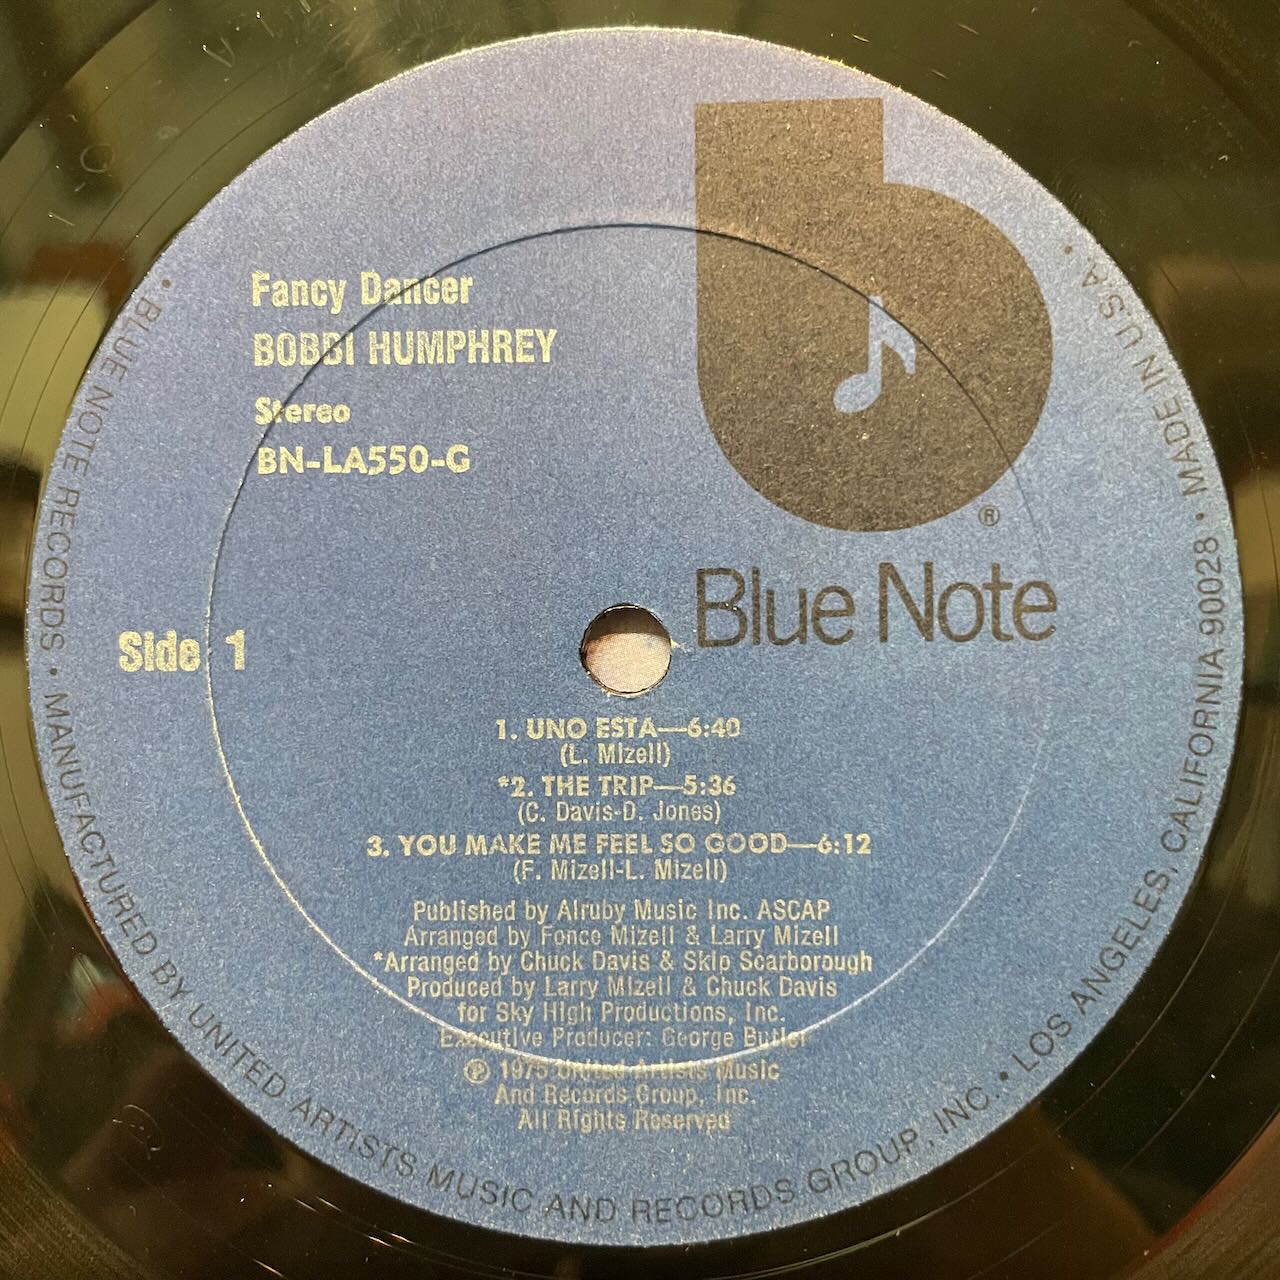 Fancy Dancer
BOBBI HUMPHREY
Stereo
BN-LA550-G
®
Blue Note
Side 1
1. UNO ESTA—6:40
(L. Mizell)
*2. THE TRIP—5:36
(C. Davis-D. Jones)
3. YOU MAKE ME FEEL SO GOOD—6:12
(F. Mizell-L. Mizell)
Published by Alruby Music Inc. ASCAP
Arranged by Fonce Mizell & Larry Mizell
*Arranged by Chuck Davis & Skip Scarborough
Produced by Larry Mizell & Chuck Davis
for Sky High Productions, Inc.
Executive Producer: George Butler
℗ 1975 United Artists Music
And Records Group, Inc.
All Rights Reserved
• BLUE NOTE RECORDS • MANUFACTURED BY UNITED ARTISTS MUSIC AND RECORDS GROUP, INC. • LOS ANGELES, CALIFORNIA 90028 • MADE IN U.S.A. •